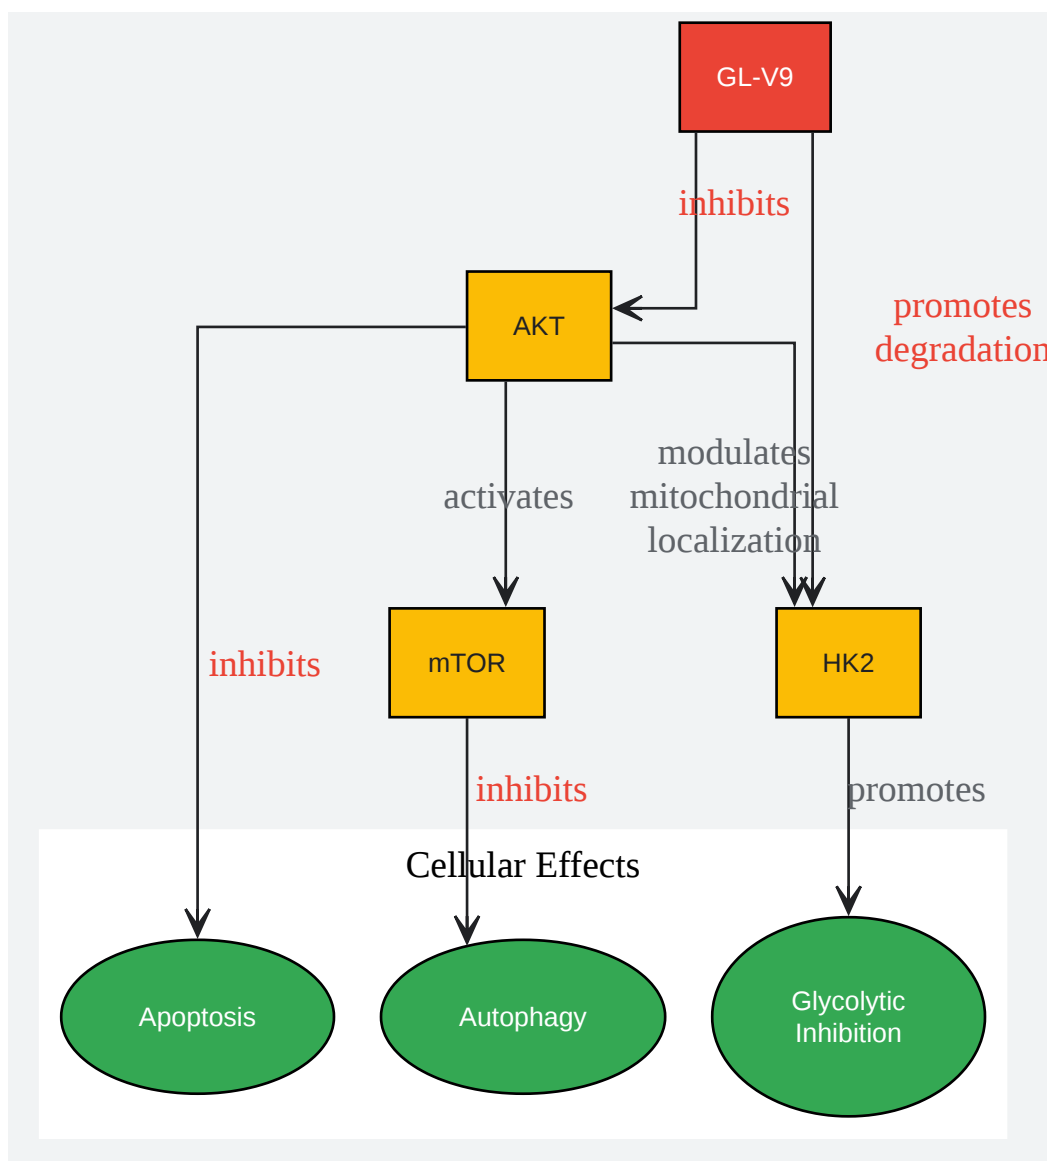 GL-V9
inhibits
promotes
degradation
AKT
modulates
mitochondrial
localization
activates
mTOR
HK2
inhibits
inhibits
promotes
Cellular Effects
Apoptosis
Autophagy
Glycolytic
Inhibition